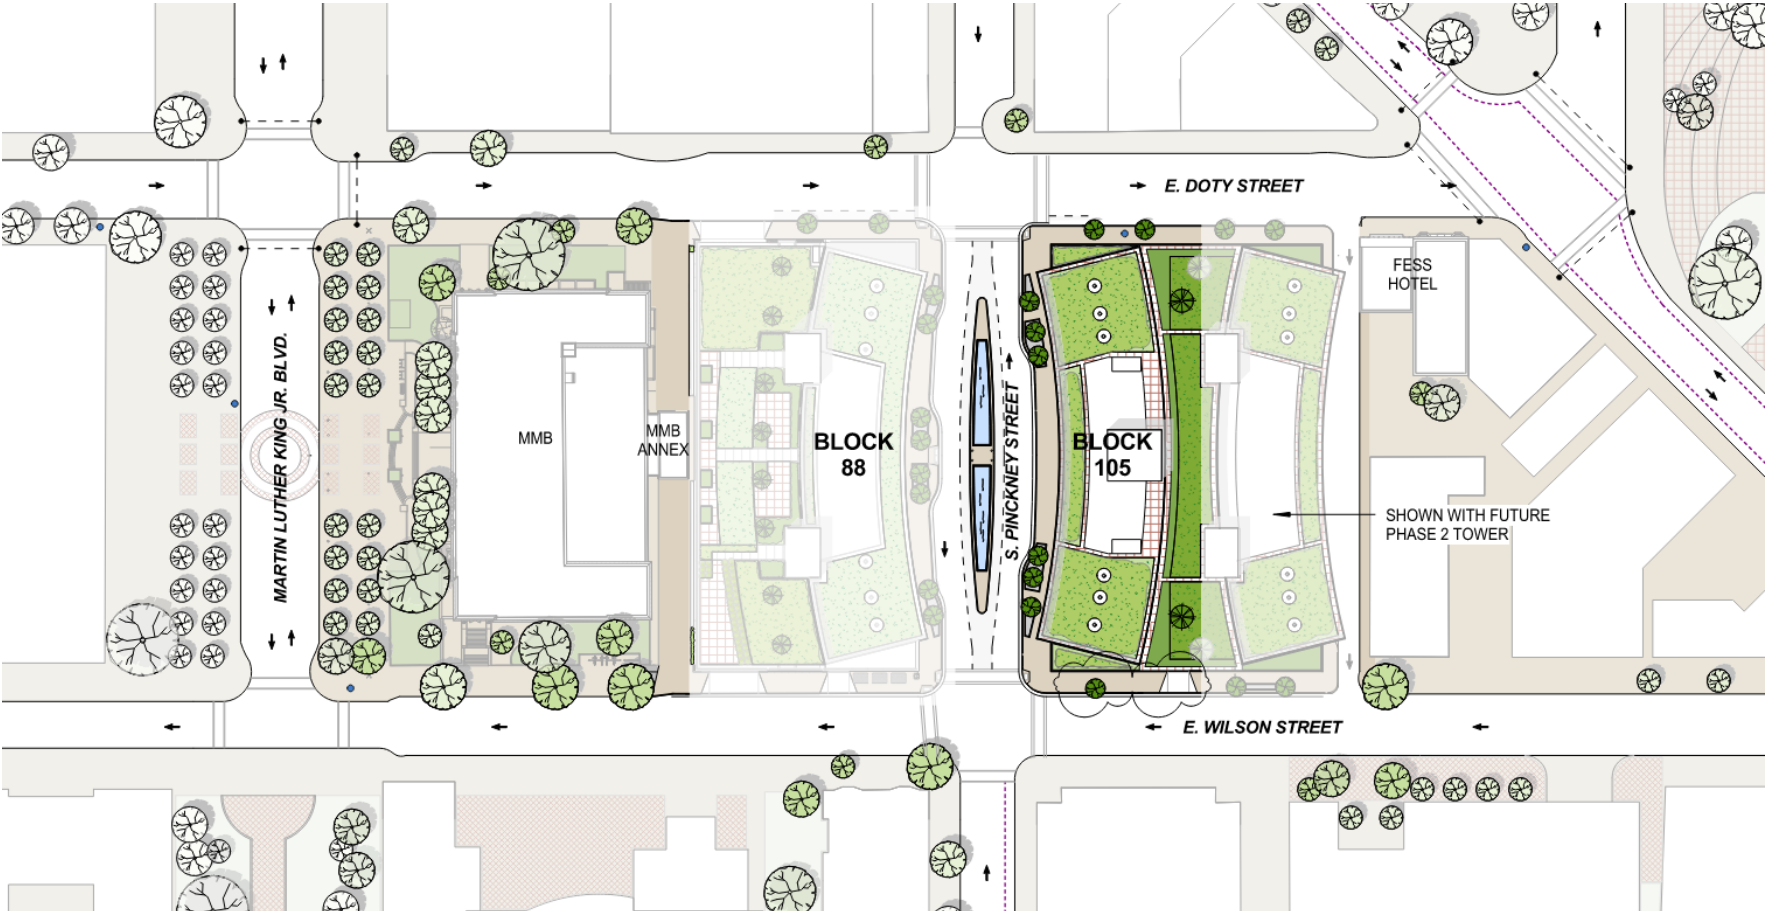 E. DOTY STREET
FESS
HOTEL
MARTIN LUTHER KING JR. BLVD.
MMB
MMB
ANNEX
BLOCK
88
S. PINCKNEY STREET
BLOCK
105
SHOWN WITH FUTURE
PHASE 2 TOWER
E. WILSON STREET